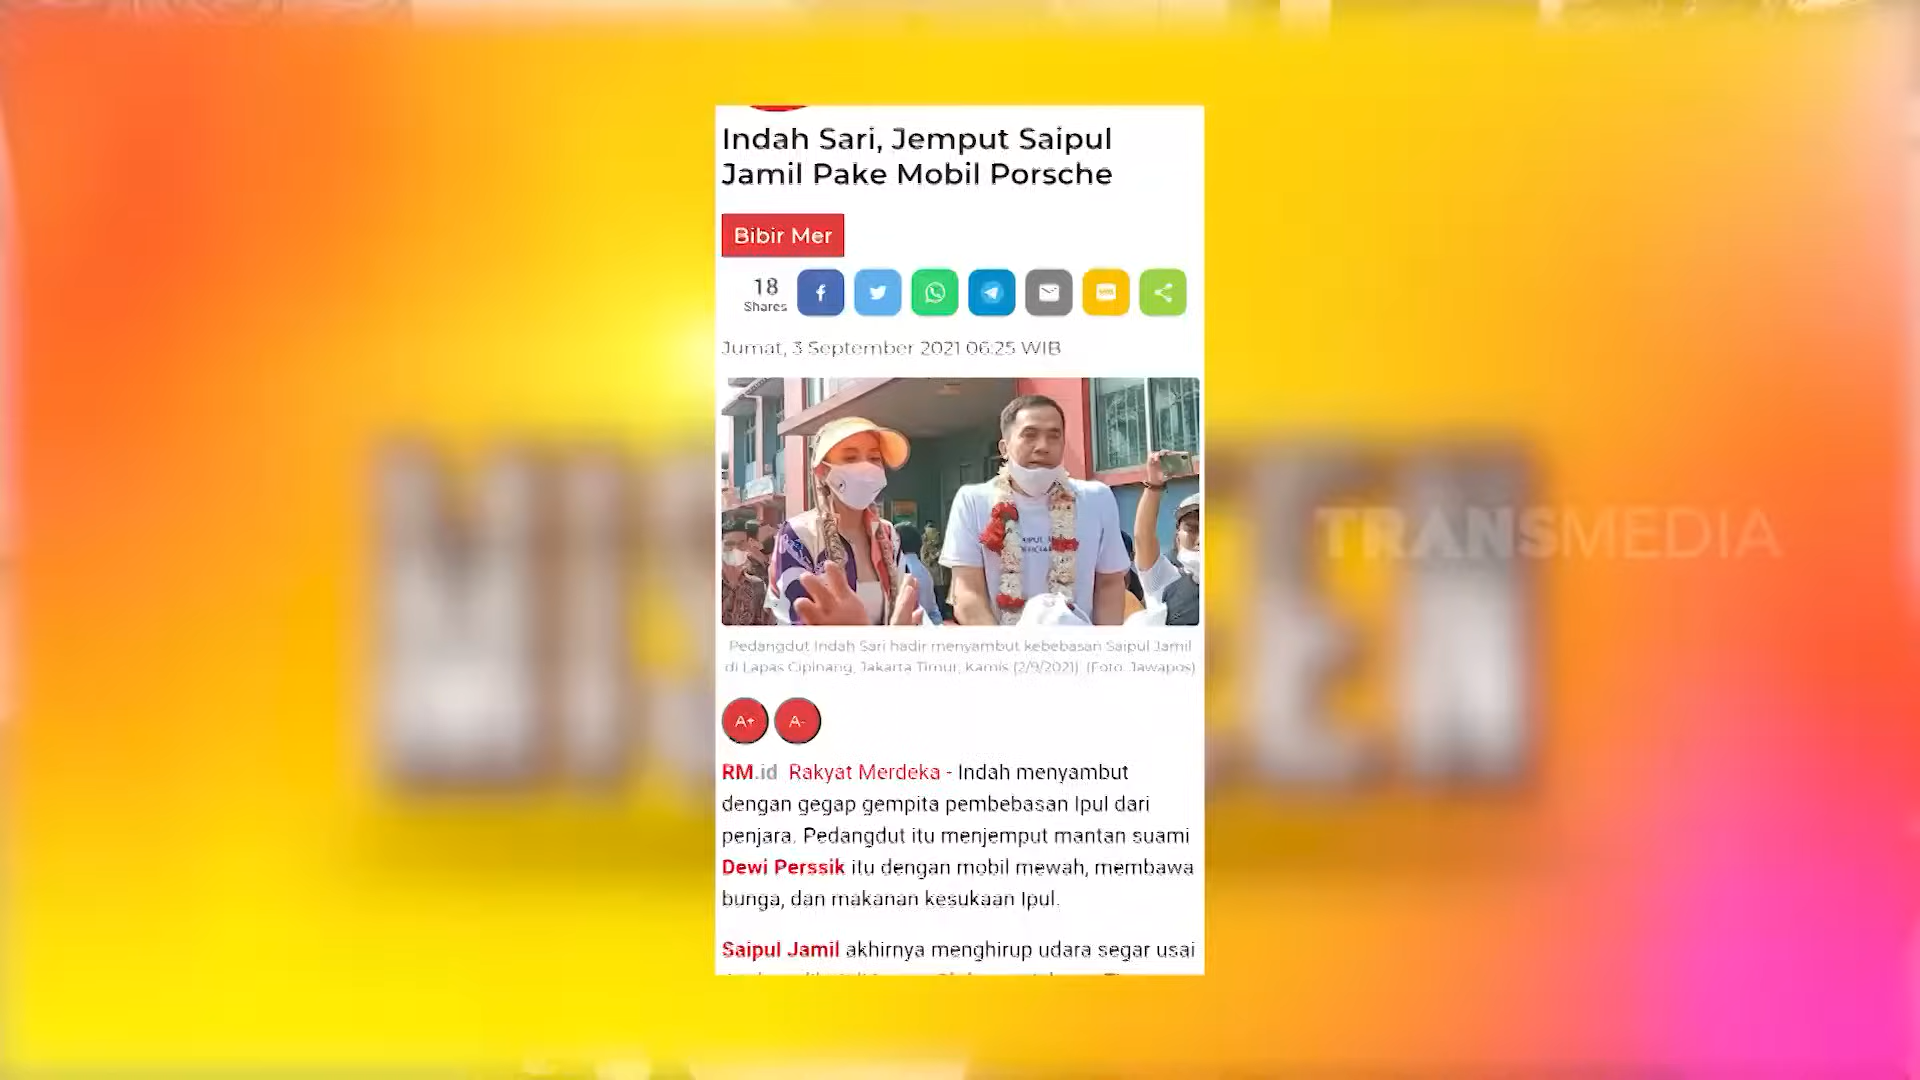 Indah Sari, Jemput Saipul
Jamil Pake Mobil Porsche
Bibir Mer
18
Shares
Jumat, 3 September 2021 06:25 WIB
Pedangdut Indah Sari hadir menyambut kebebasan Saipul Jamil
di Lapas Cipinang, Jakarta Timur, Kamis (2/9/2021). (Foto: Jawapos)
A+ A-
RM.id Rakyat Merdeka - Indah menyambut
dengan gegap gempita pembebasan Ipul dari
penjara. Pedangdut itu menjemput mantan suami
Dewi Perssik itu dengan mobil mewah, membawa
bunga, dan makanan kesukaan Ipul.
Saipul Jamil akhirnya menghirup udara segar usai
TRANSMEDIA